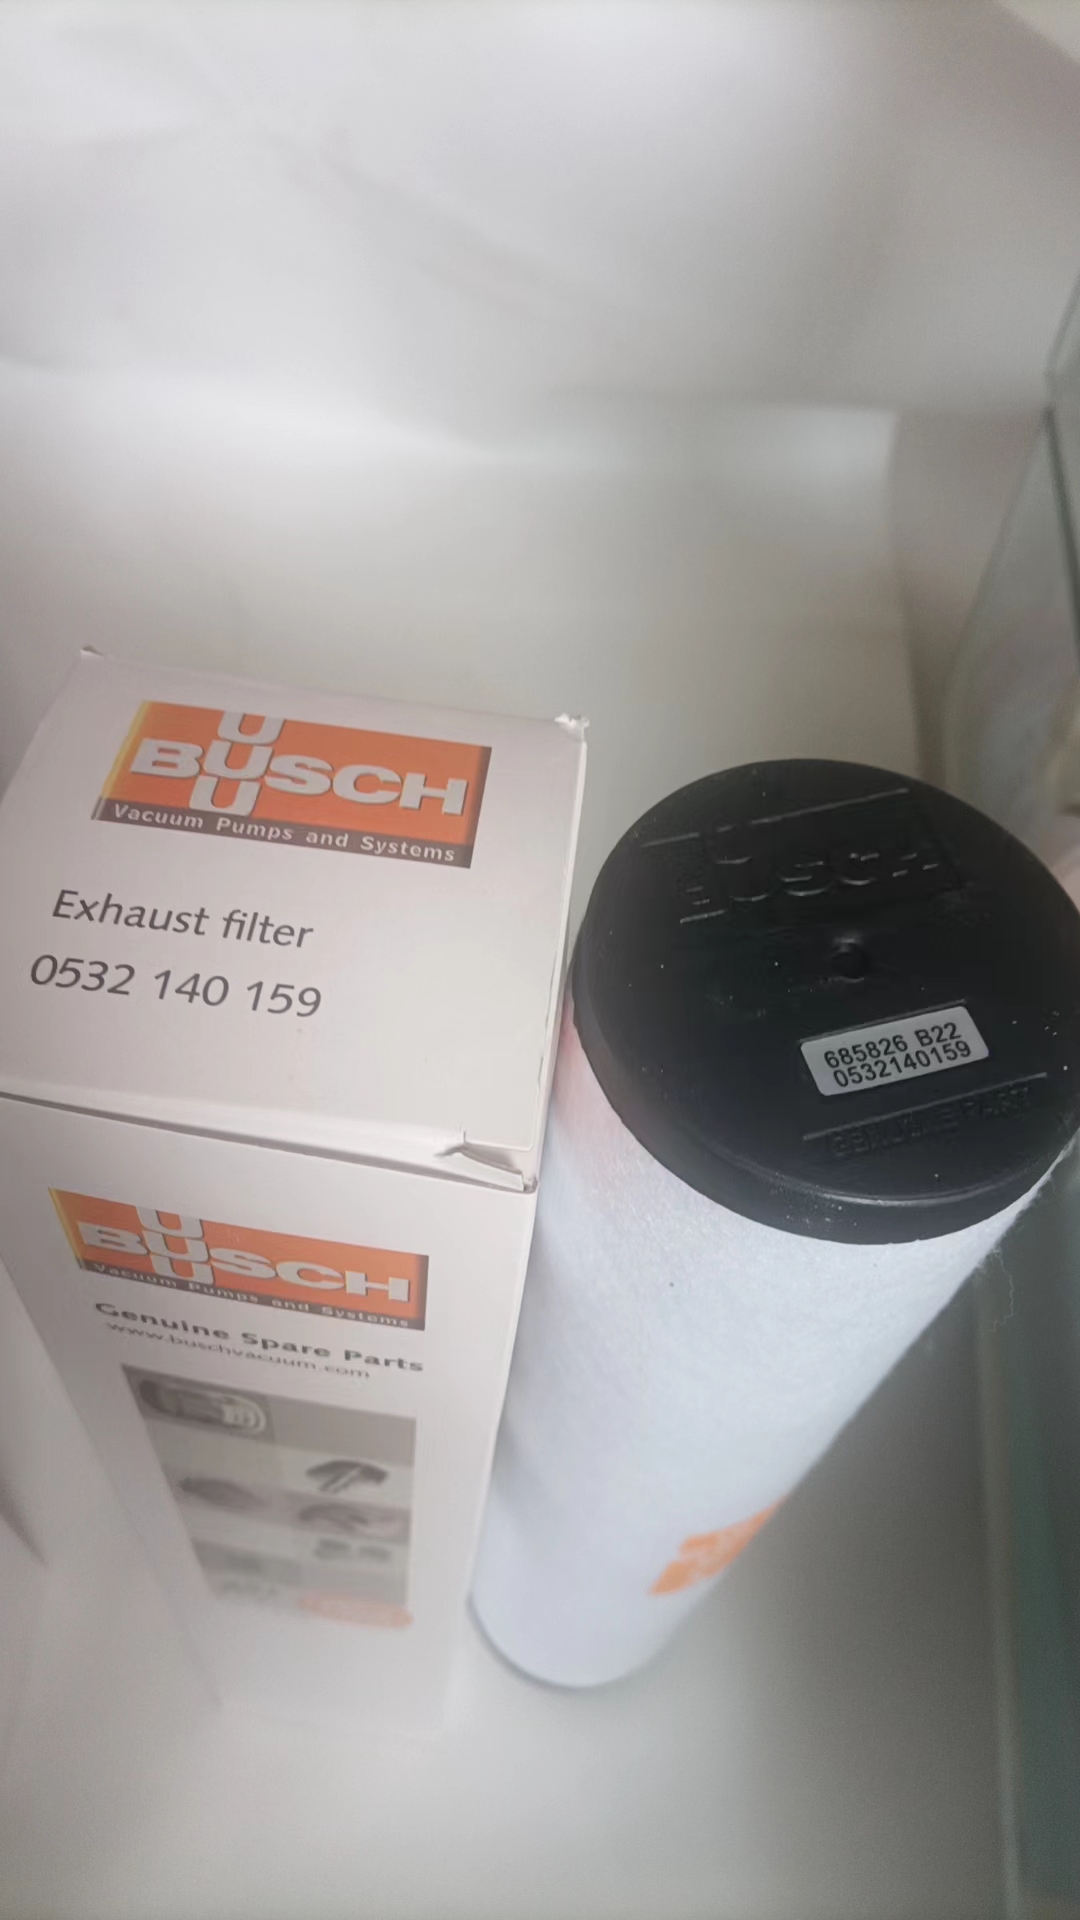 BUSCH
Vacuum Pumps and Systems
Exhaust filter
0532 140 159
BUSCH
Vacuum Pumps and Systems
Genuine Spare Parts
www.buschvacuum.com
BUSCH
685826 B22
0532140159
GENUINE PART